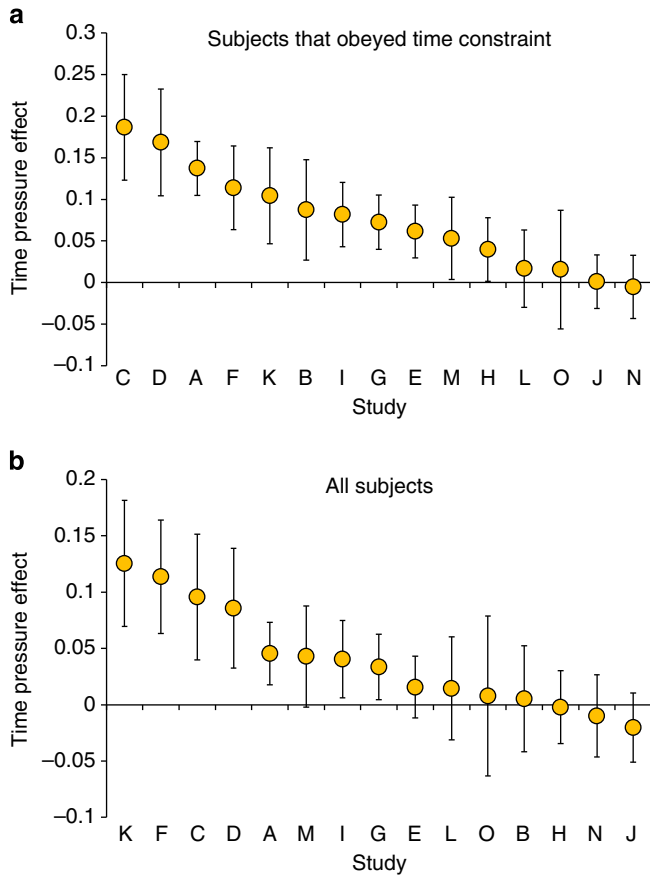 a
Subjects that obeyed time constraint
Time pressure effect
0.3
0.25
0.2
0.15
0.1
0.05
0
–0.05
–0.1
C D A F K B I G E M H L O J N
Study
b
All subjects
Time pressure effect
0.2
0.15
0.1
0.05
0
–0.05
–0.1
K F C D A M I G E L O B H N J
Study